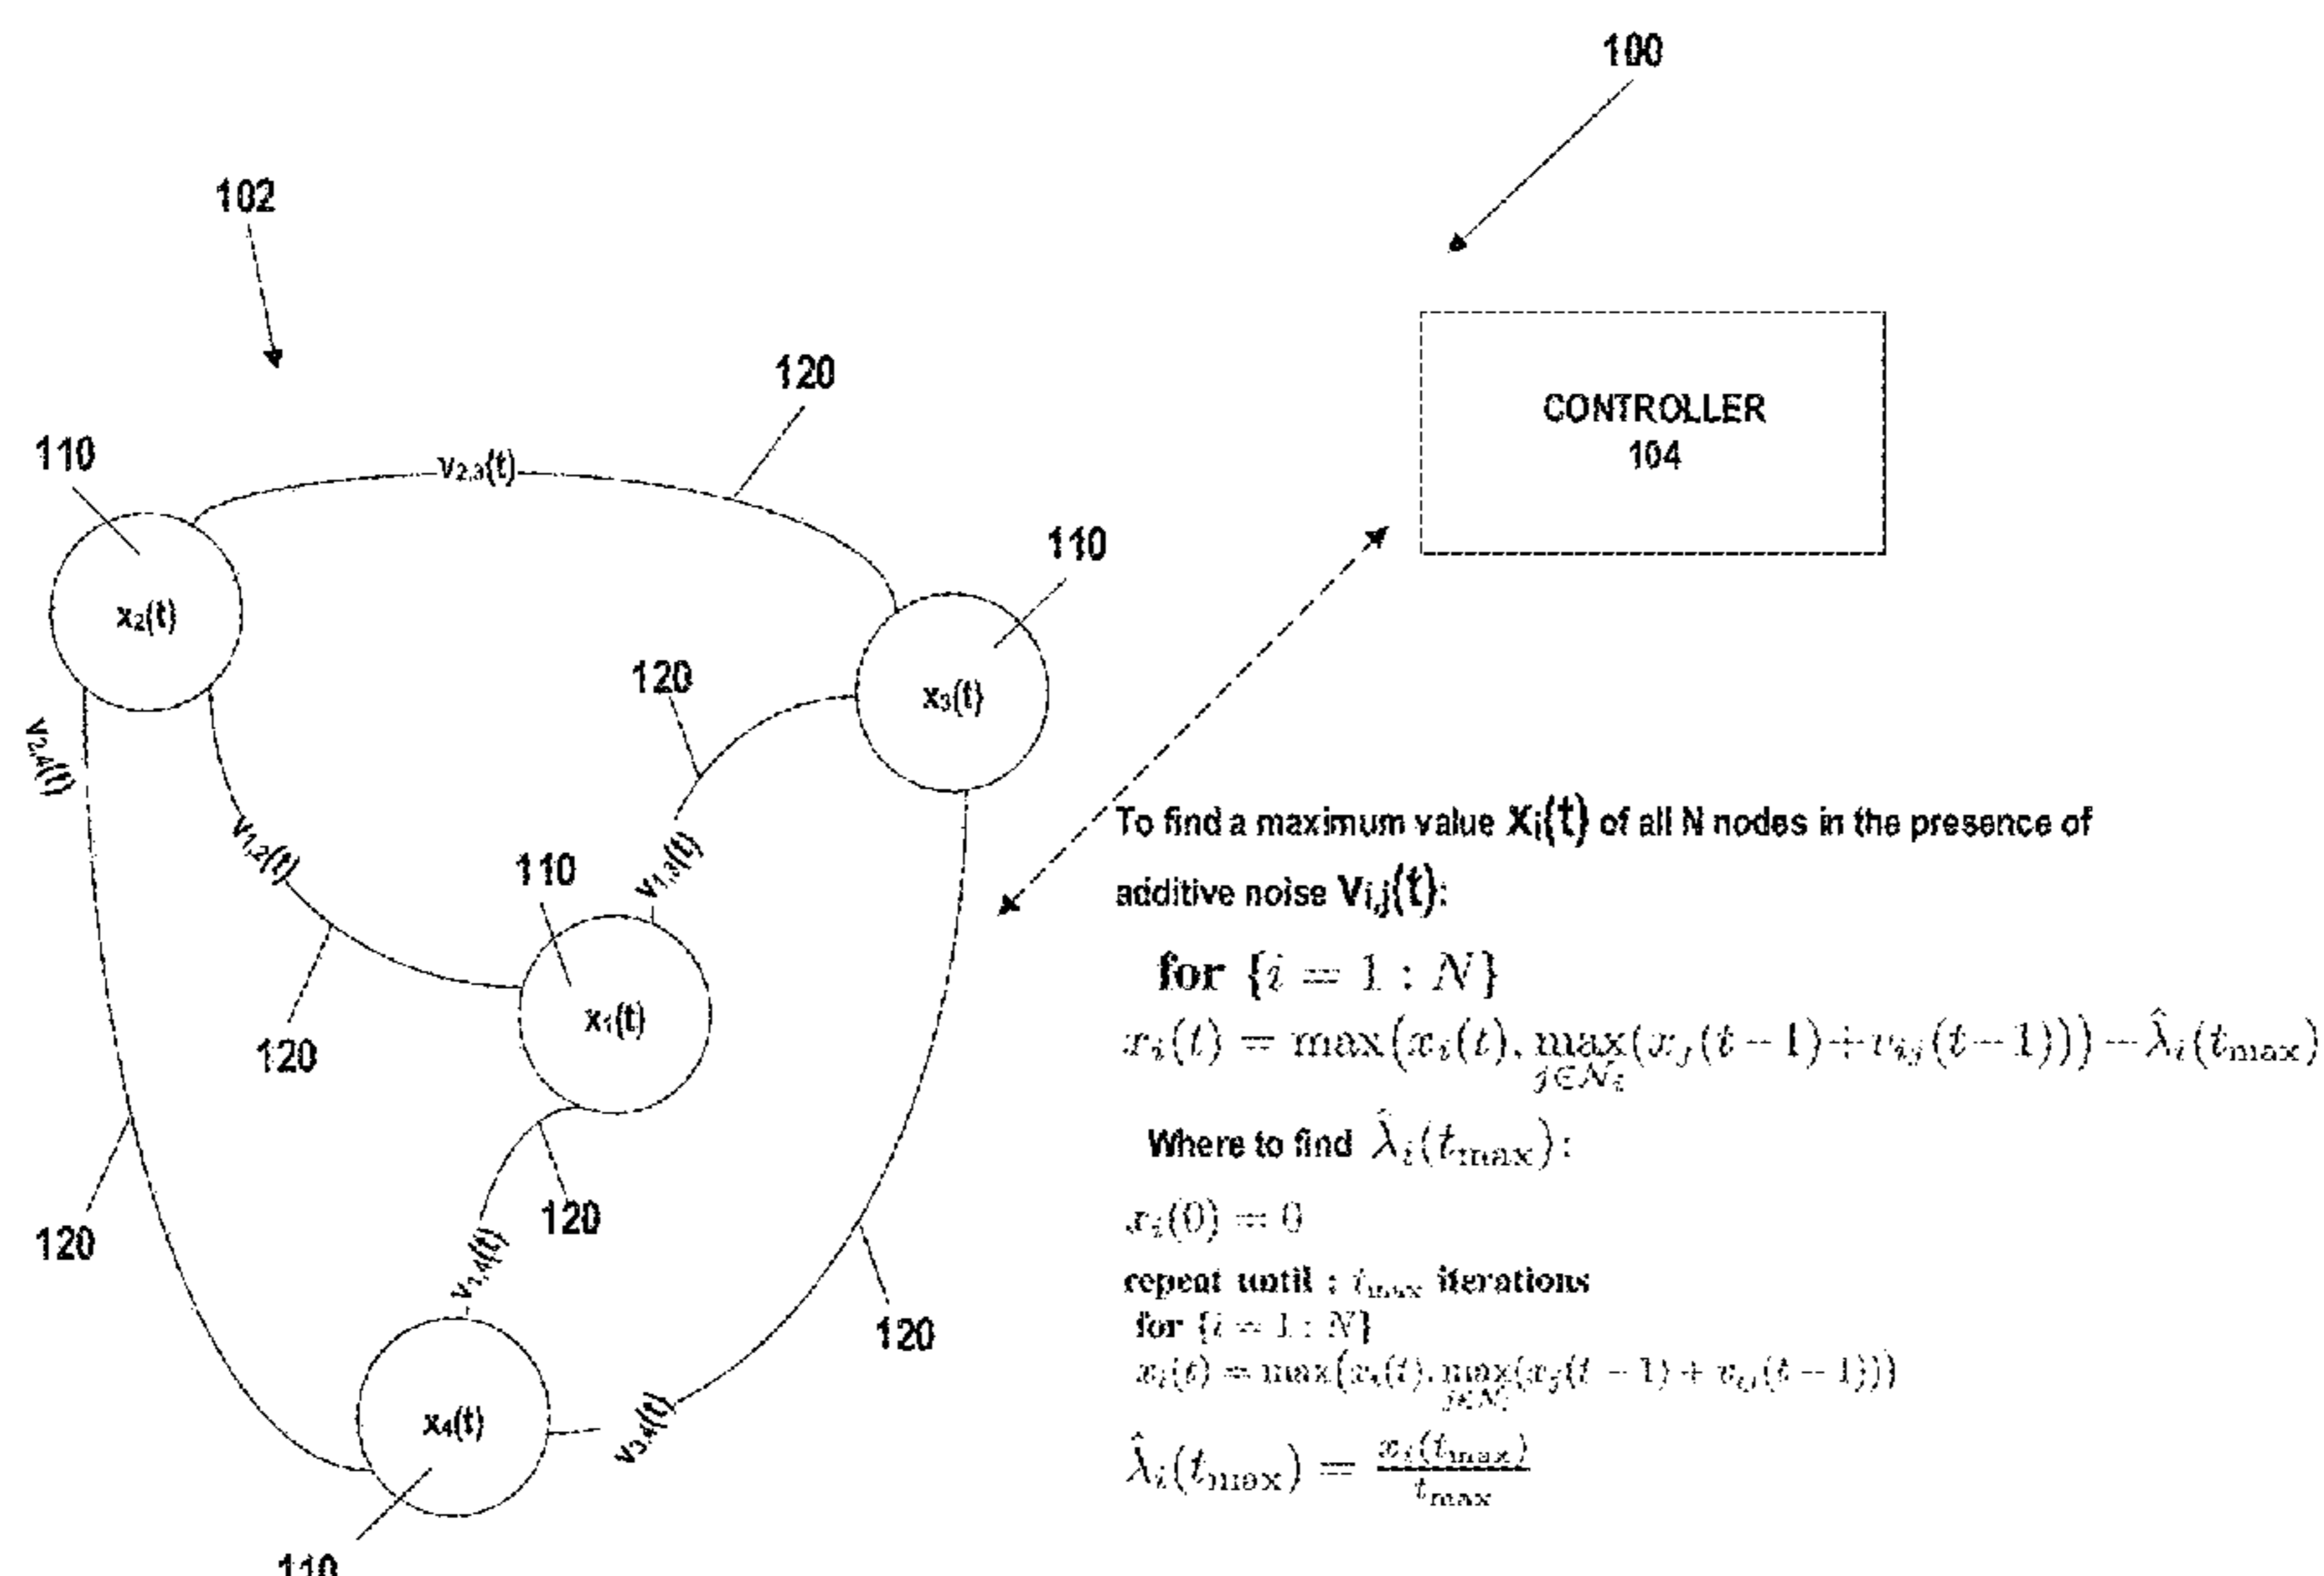 100
102
CONTROLLER
104
120
v2,3(t)
110
x2(t)
110
x3(t)
120
v2,4(t)
v1,2(t)
v1,3(t)
110
x1(t)
120
120
120
v1,4(t)
120
x4(t)
v3,4(t)
110
To find a maximum value xi(t) of all N nodes in the presence of
additive noise vi,j(t):
for {i = 1 : N}
xi(t) = max(xi(t), max j∈Ni (xj(t−1)+vij(t−1))) − λ̂i(tmax)
Where to find λ̂i(tmax):
xi(0) = 0
repeat until : tmax iterations
for {i = 1 : N}
xi(t) = max(xi(t), max j∈Ni (xj(t − 1) + vij(t − 1)))
λ̂i(tmax) = xi(tmax) / tmax